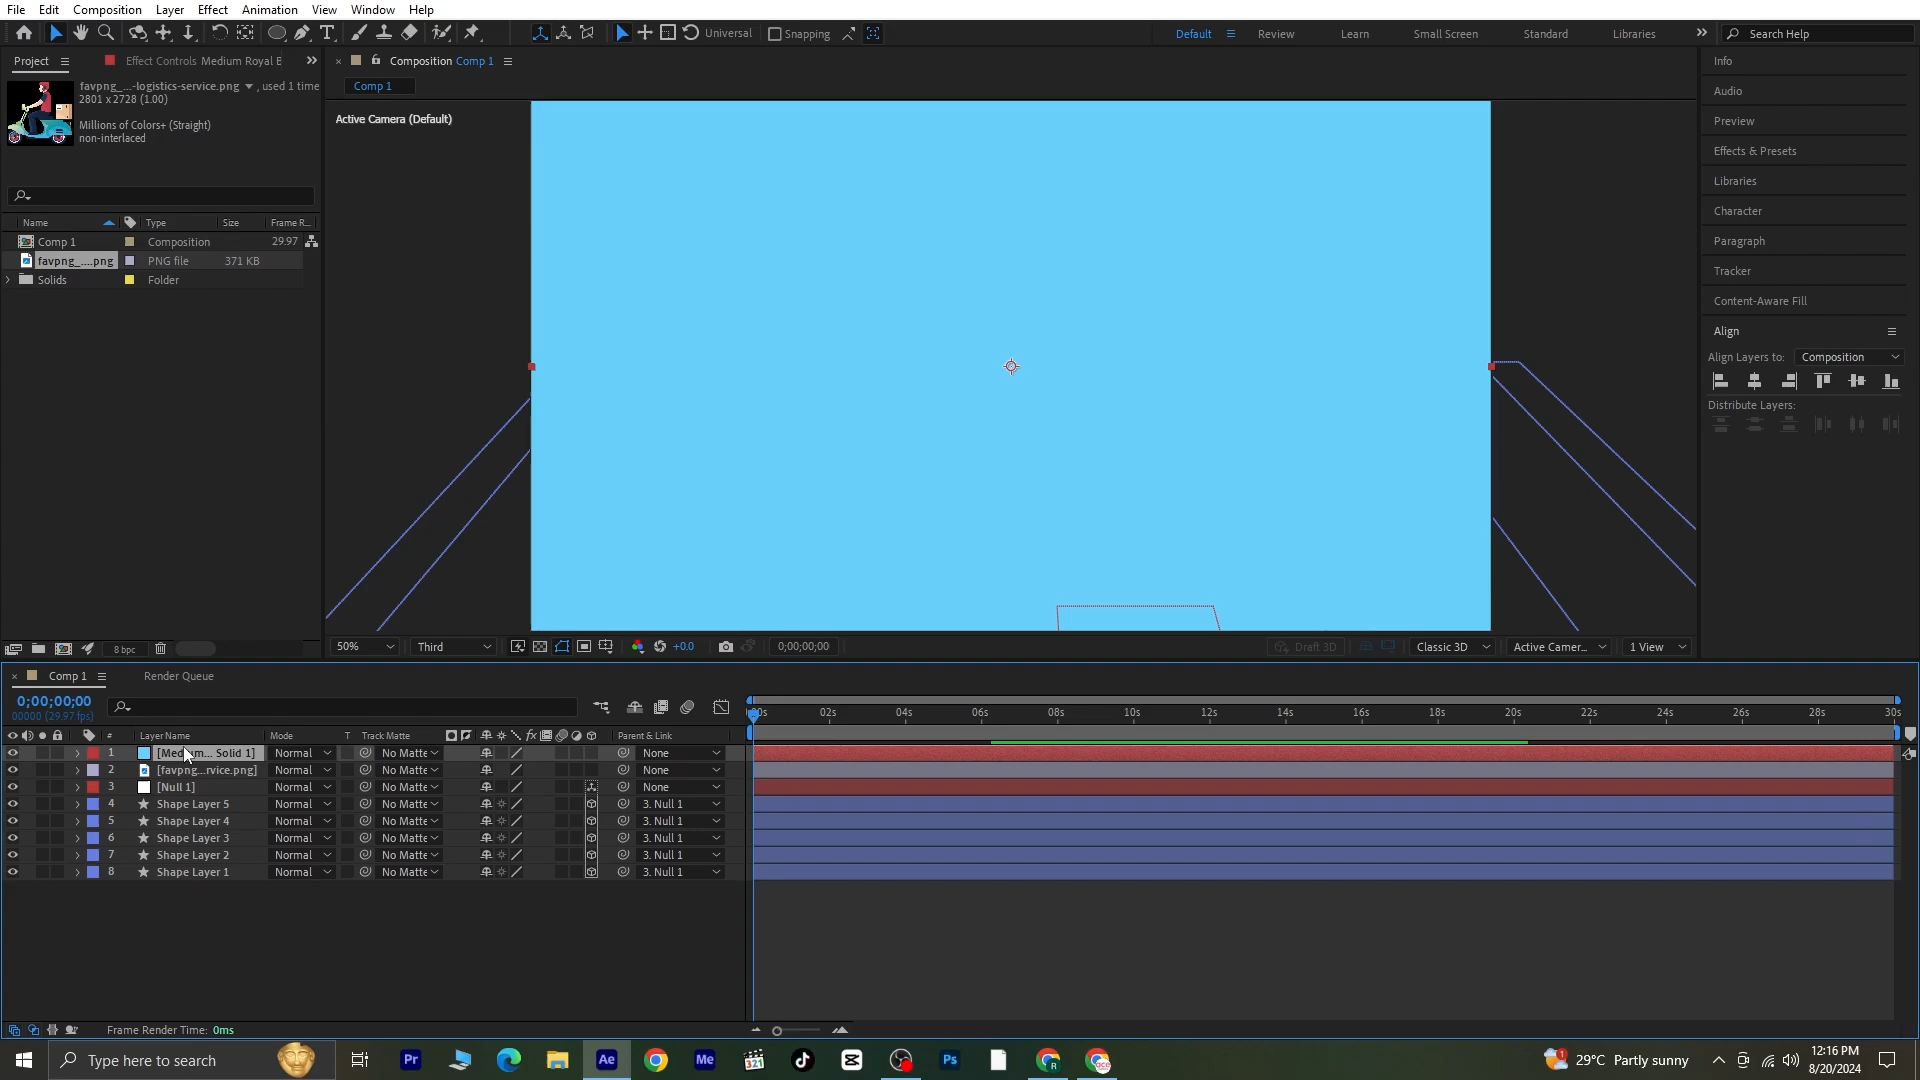 File Edit Composition Layer Effect Animation View Window Help
Universal Snapping Default Review Learn Small Screen Standard Libraries Search Help
Project Effect Controls Medium Royal B Composition Comp 1 Info
favpng_...-logistics-service.png , used 1 time Comp 1
2801 x 2728 (1.00) Audio
Millions of Colors+ (Straight) Active Camera (Default) Preview
non-interlaced
Effects & Presets
Libraries
Character
Name Type Size Frame R...
Comp 1 Composition 29.97 Paragraph
favpng_....png PNG file 371 KB Tracker
Solids Folder Content-Aware Fill
Align
Align Layers to: Composition
Distribute Layers:
8 bpc 50% Third +0.0 0;00;00;00 Draft 3D Classic 3D Active Camer... 1 View
Comp 1 Render Queue
0;00;00;00
00000 (29.97 fps) 02s 04s 06s 08s 10s 12s 14s 16s 18s 20s 22s 24s 26s 28s 30s
# Layer Name Mode T Track Matte fx Parent & Link
1 [Medium... Solid 1] Normal No Matte None
2 [favpng...rvice.png] Normal No Matte None
3 [Null 1] Normal No Matte None
4 Shape Layer 5 Normal No Matte 3. Null 1
5 Shape Layer 4 Normal No Matte 3. Null 1
6 Shape Layer 3 Normal No Matte 3. Null 1
7 Shape Layer 2 Normal No Matte 3. Null 1
8 Shape Layer 1 Normal No Matte 3. Null 1
Frame Render Time: 0ms
Type here to search Pr Ae Me 321 Ps 29°C Partly sunny 12:16 PM
8/20/2024